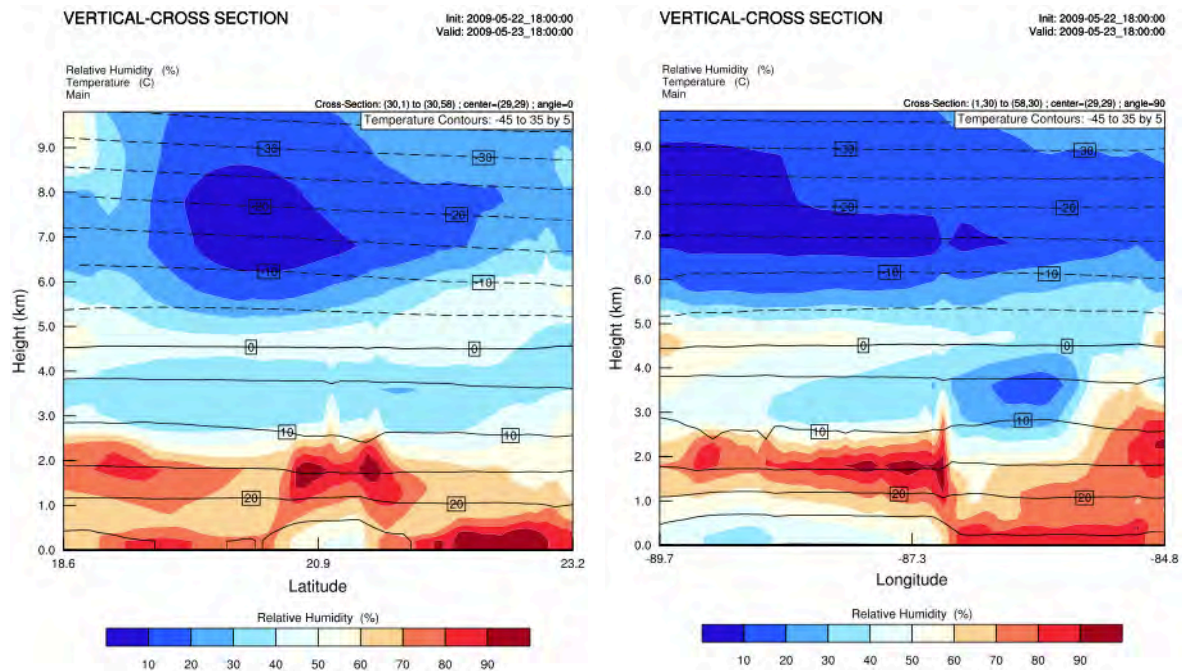 VERTICAL-CROSS SECTION
Init: 2009-05-22_18:00:00
Valid: 2009-05-23_18:00:00
Relative Humidity (%)
Temperature (C)
Main
Cross-Section: (30,1) to (30,58) ; center=(29,29) ; angle=0
Temperature Contours: -45 to 35 by 5
9.0
8.0
7.0
6.0
5.0
4.0
3.0
2.0
1.0
0.0
Height (km)
-30
-30
-20
-20
-10
-10
0
0
10
10
20
20
18.6
20.9
23.2
Latitude
Relative Humidity (%)
10 20 30 40 50 60 70 80 90
VERTICAL-CROSS SECTION
Init: 2009-05-22_18:00:00
Valid: 2009-05-23_18:00:00
Relative Humidity (%)
Temperature (C)
Main
Cross-Section: (1,30) to (58,30) ; center=(29,29) ; angle=90
Temperature Contours: -45 to 35 by 5
9.0
8.0
7.0
6.0
5.0
4.0
3.0
2.0
1.0
0.0
Height (km)
-30
-30
-20
-20
-10
-10
0
0
10
10
20
20
-89.7
-87.3
-84.8
Longitude
Relative Humidity (%)
10 20 30 40 50 60 70 80 90